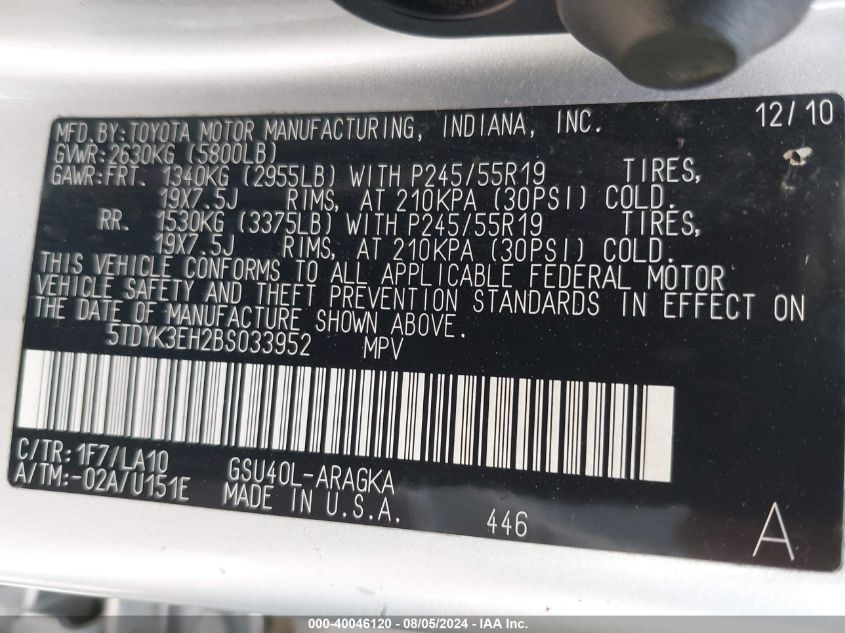 MFD.BY:TOYOTA MOTOR MANUFACTURING, INDIANA, INC. 12/10
GVWR:2630KG (5800LB)
GAWR:FRT. 1340KG (2955LB) WITH P245/55R19 TIRES,
19X7.5J RIMS, AT 210KPA (30PSI) COLD.
RR. 1530KG (3375LB) WITH P245/55R19 TIRES,
19X7.5J RIMS, AT 210KPA (30PSI) COLD.
THIS VEHICLE CONFORMS TO ALL APPLICABLE FEDERAL MOTOR
VEHICLE SAFETY AND THEFT PREVENTION STANDARDS IN EFFECT ON
THE DATE OF MANUFACTURE SHOWN ABOVE.
5TDYK3EH2BS033952 MPV
C/TR:1F7/LA10 GSU40L-ARAGKA
A/TM:-02A/U151E MADE IN U.S.A. 446 A
000-40046120 - 08/05/2024 - IAA Inc.